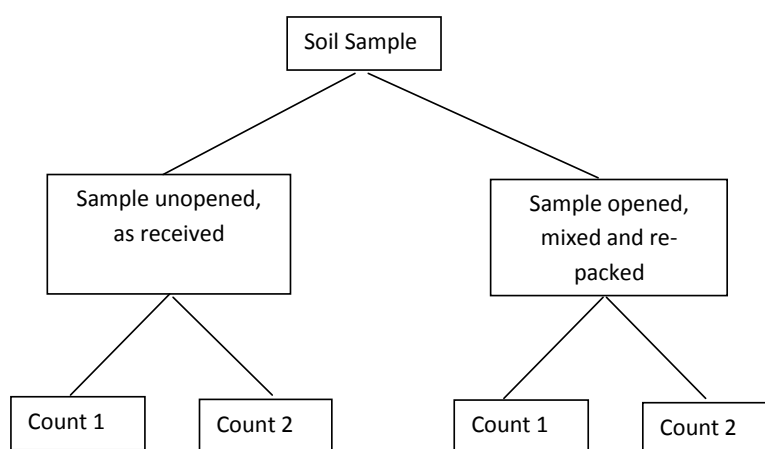 Soil Sample
Sample unopened,
as received
Sample opened,
mixed and re-
packed
Count 1
Count 2
Count 1
Count 2